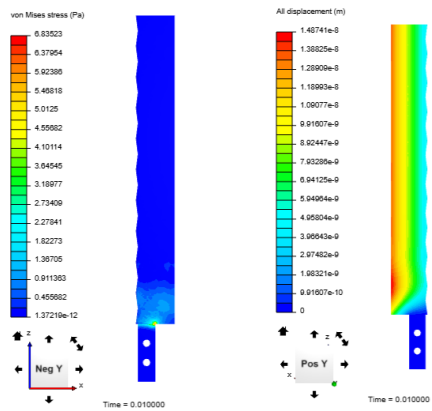 von Mises stress (Pa)
6.83523
6.37954
5.92386
5.46818
5.0125
4.55682
4.10114
3.64545
3.18977
2.73409
2.27841
1.82273
1.36705
0.911363
0.455682
1.37219e-12
z
Neg Y
x
Time = 0.010000
All displacement (m)
1.48741e-8
1.38825e-8
1.28909e-8
1.18993e-8
1.09077e-8
9.91607e-9
8.92447e-9
7.93286e-9
6.94125e-9
5.94964e-9
4.95804e-9
3.96643e-9
2.97482e-9
1.98321e-9
9.91607e-10
0
z
Pos Y
x
Time = 0.010000